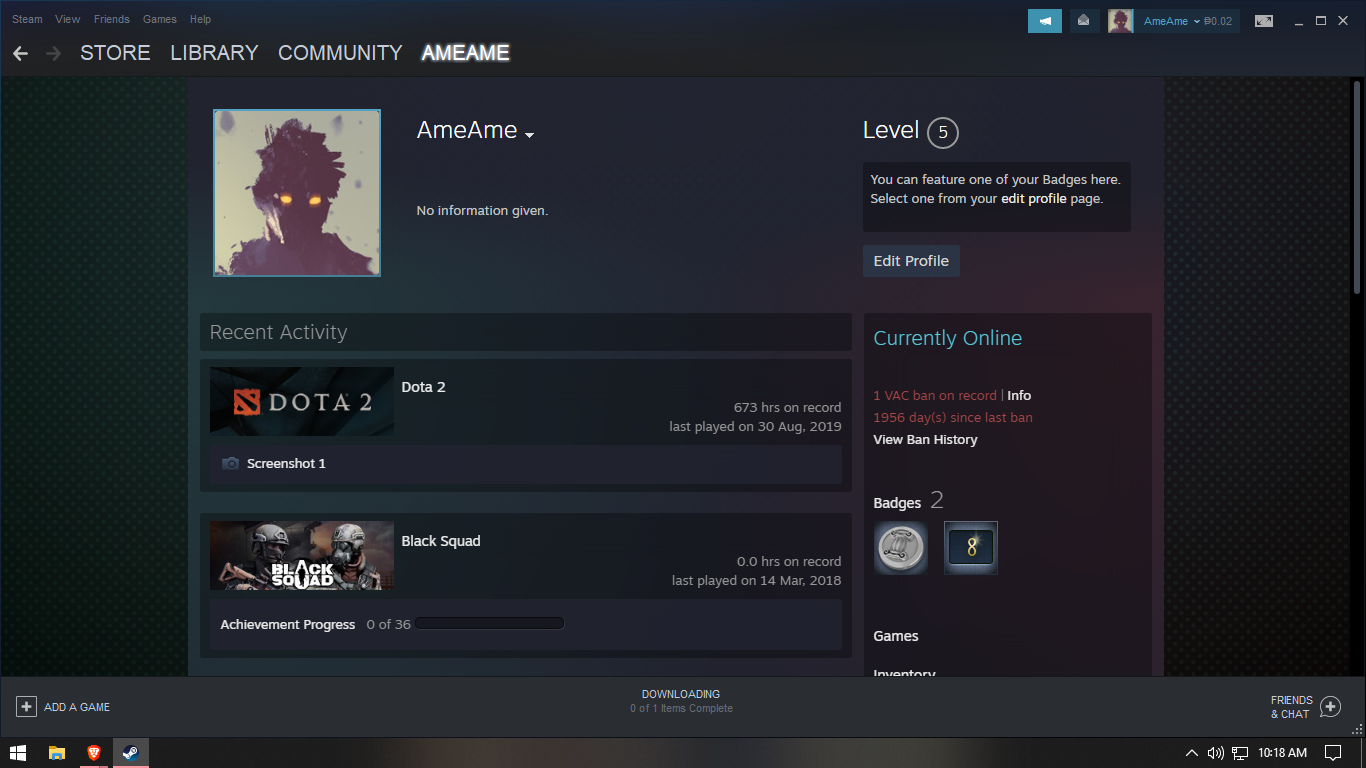 Steam View Friends Games Help
AmeAme ₱0.02
STORE LIBRARY COMMUNITY AMEAME
AmeAme
No information given.
Level 5
You can feature one of your Badges here.
Select one from your edit profile page.
Edit Profile
Recent Activity
DOTA 2
Dota 2
673 hrs on record
last played on 30 Aug, 2019
Screenshot 1
BLACK
SQUAD
Black Squad
0.0 hrs on record
last played on 14 Mar, 2018
Achievement Progress 0 of 36
Currently Online
1 VAC ban on record | Info
1956 day(s) since last ban
View Ban History
Badges 2
8
Games
Inventory
ADD A GAME
DOWNLOADING
0 of 1 Items Complete
FRIENDS
& CHAT
10:18 AM